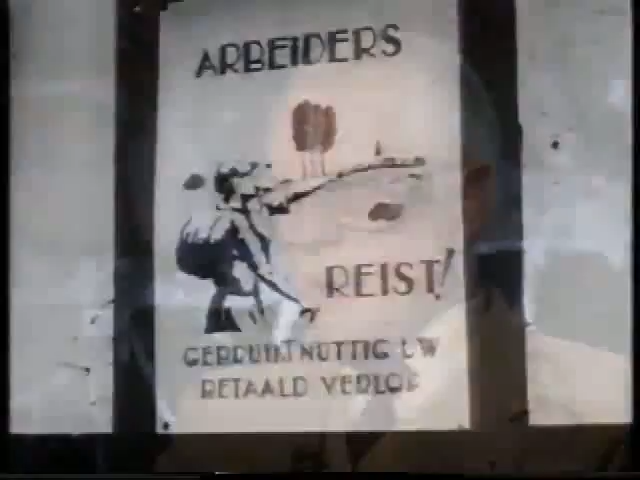 ARBEIDERS
REIST!
GEBRUIKT NUTTIG UW
BETAALD VERLOF